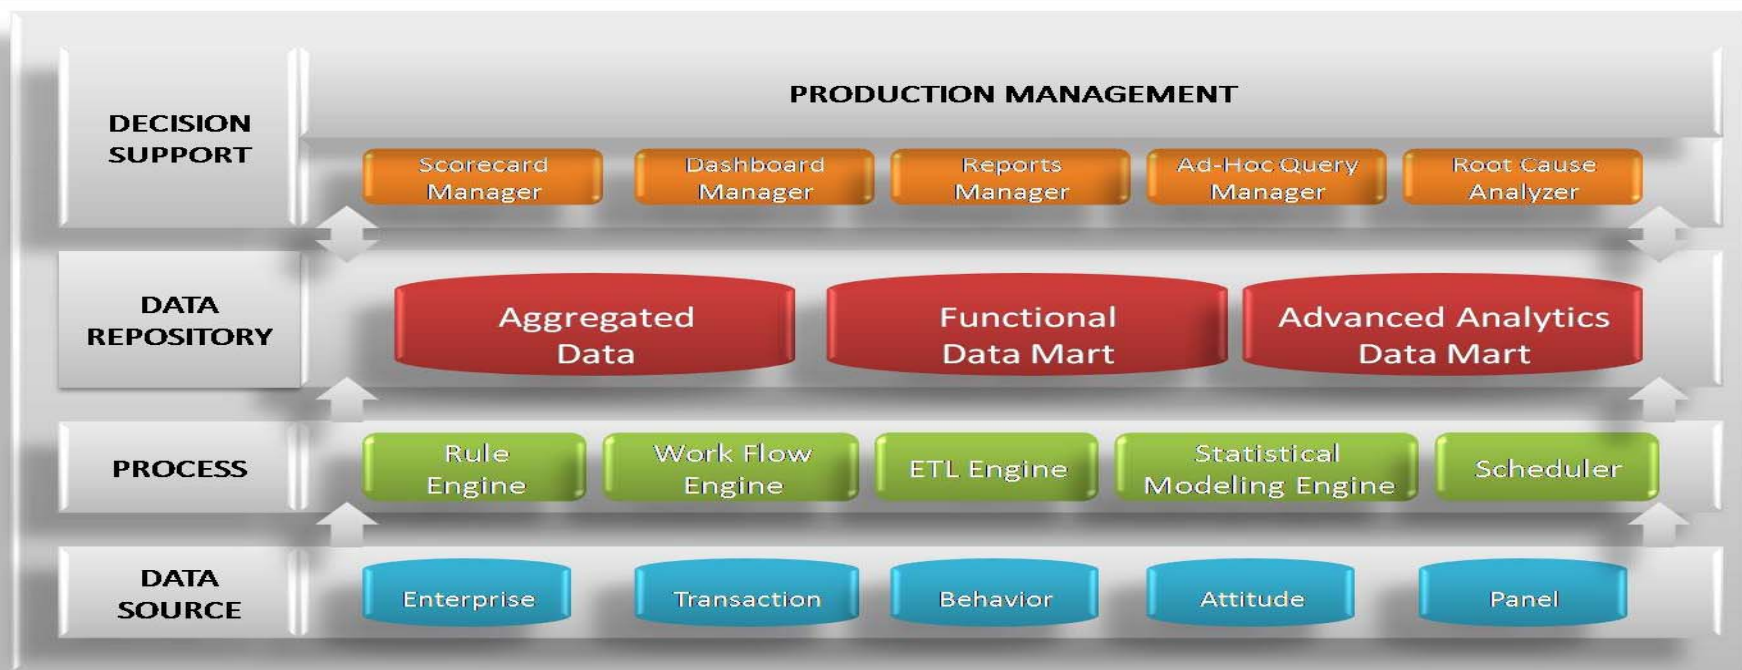 PRODUCTION MANAGEMENT
DECISION
SUPPORT
Scorecard
Manager
Dashboard
Manager
Reports
Manager
Ad-Hoc Query
Manager
Root Cause
Analyzer
DATA
REPOSITORY
Aggregated
Data
Functional
Data Mart
Advanced Analytics
Data Mart
PROCESS
Rule
Engine
Work Flow
Engine
ETL Engine
Statistical
Modeling Engine
Scheduler
DATA
SOURCE
Enterprise
Transaction
Behavior
Attitude
Panel